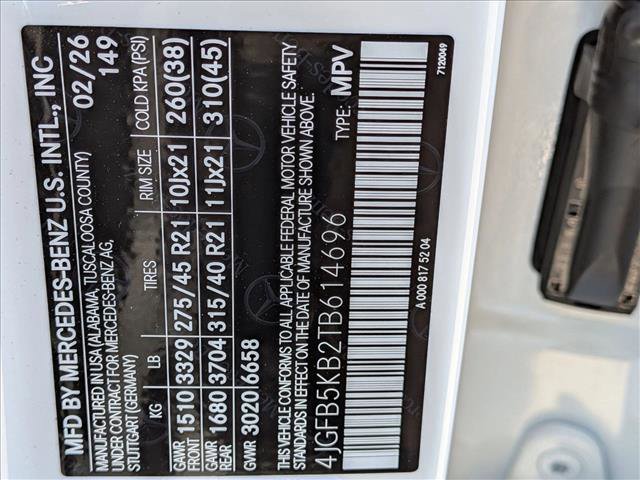 MFD BY MERCEDES-BENZ U.S. INTL., INC
MANUFACTURED IN USA (ALABAMA, TUSCALOOSA COUNTY) 02/26
UNDER CONTRACT FOR MERCEDES-BENZ AG, 149
STUTTGART (GERMANY)
KG LB TIRES RIM SIZE COLD KPA (PSI)
GAWR FRONT 1510 3329 275/45 R21 10Jx21 260(38)
GAWR REAR 1680 3704 315/40 R21 11Jx21 310(45)
GVWR 3020 6658
THIS VEHICLE CONFORMS TO ALL APPLICABLE FEDERAL MOTOR VEHICLE SAFETY
STANDARDS IN EFFECT ON THE DATE OF MANUFACTURE SHOWN ABOVE.
4JGFB5KB2TB614696 TYPE: MPV
A 000 817 52 04 7120049